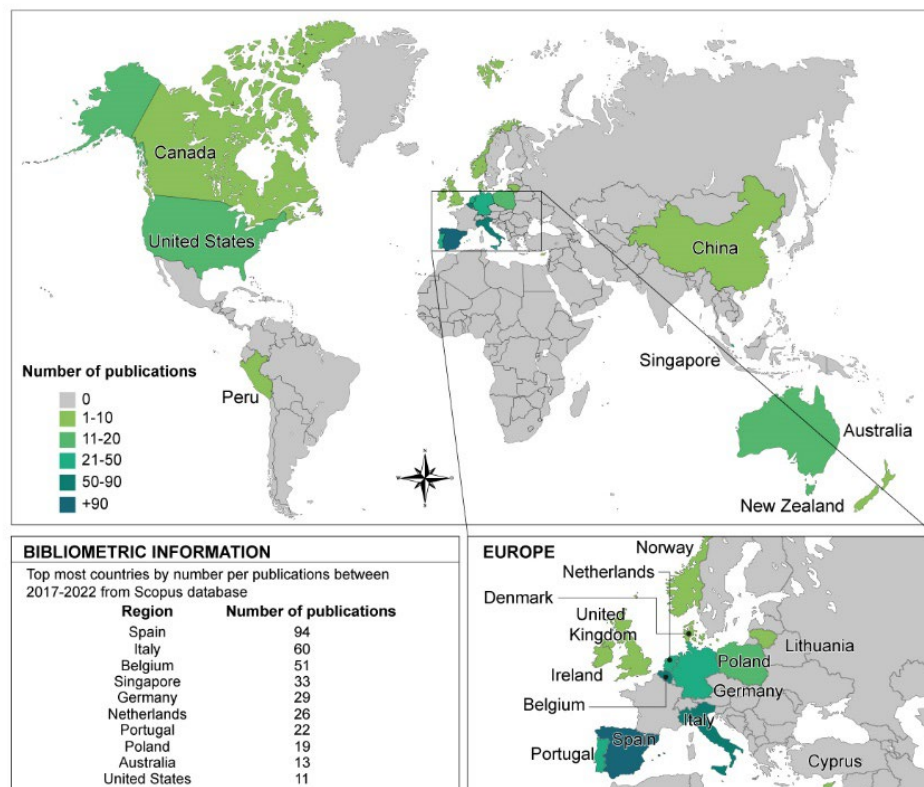 Canada
United States
China
Singapore
Number of publications
0
1-10
11-20
21-50
50-90
+90
Peru
Australia
New Zealand
BIBLIOMETRIC INFORMATION
Top most countries by number per publications between
2017-2022 from Scopus database
Region Number of publications
Spain 94
Italy 60
Belgium 51
Singapore 33
Germany 29
Netherlands 26
Portugal 22
Poland 19
Australia 13
United States 11
EUROPE
Norway
Netherlands
Denmark
United
Kingdom
Lithuania
Ireland
Poland
Germany
Belgium
Italy
Spain
Portugal
Cyprus